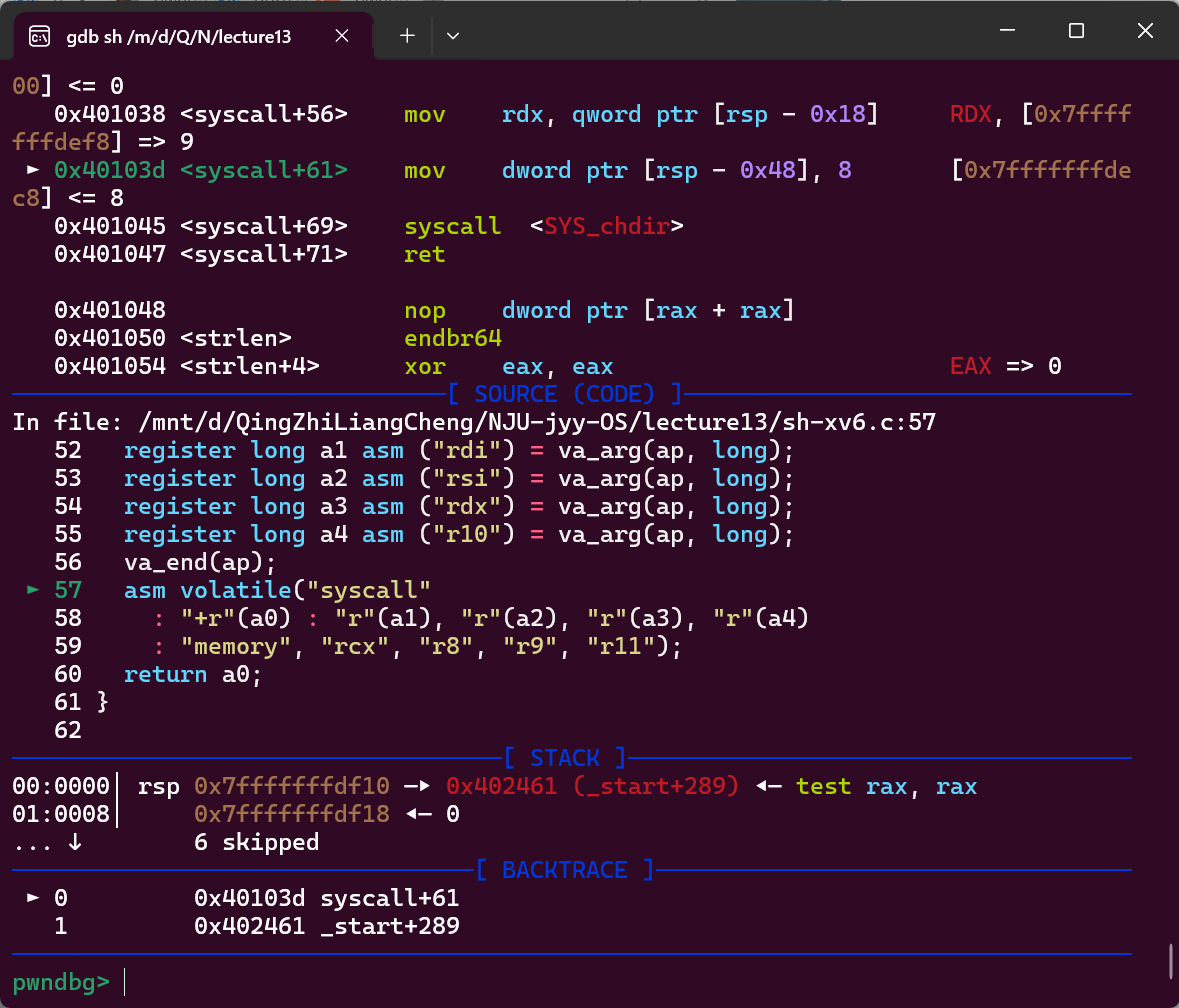 gdb sh /m/d/Q/N/lecture13
00] <= 0
0x401038 <syscall+56> mov rdx, qword ptr [rsp - 0x18] RDX, [0x7ffff
fffdef8] => 9
► 0x40103d <syscall+61> mov dword ptr [rsp - 0x48], 8 [0x7fffffffde
c8] <= 8
0x401045 <syscall+69> syscall <SYS_chdir>
0x401047 <syscall+71> ret
0x401048 nop dword ptr [rax + rax]
0x401050 <strlen> endbr64
0x401054 <strlen+4> xor eax, eax EAX => 0
[ SOURCE (CODE) ]
In file: /mnt/d/QingZhiLiangCheng/NJU-jyy-OS/lecture13/sh-xv6.c:57
52 register long a1 asm ("rdi") = va_arg(ap, long);
53 register long a2 asm ("rsi") = va_arg(ap, long);
54 register long a3 asm ("rdx") = va_arg(ap, long);
55 register long a4 asm ("r10") = va_arg(ap, long);
56 va_end(ap);
► 57 asm volatile("syscall"
58 : "+r"(a0) : "r"(a1), "r"(a2), "r"(a3), "r"(a4)
59 : "memory", "rcx", "r8", "r9", "r11");
60 return a0;
61 }
62
[ STACK ]
00:0000│ rsp 0x7fffffffdf10 —▸ 0x402461 (_start+289) ◂— test rax, rax
01:0008│ 0x7fffffffdf18 ◂— 0
... ↓ 6 skipped
[ BACKTRACE ]
► 0 0x40103d syscall+61
1 0x402461 _start+289
pwndbg>